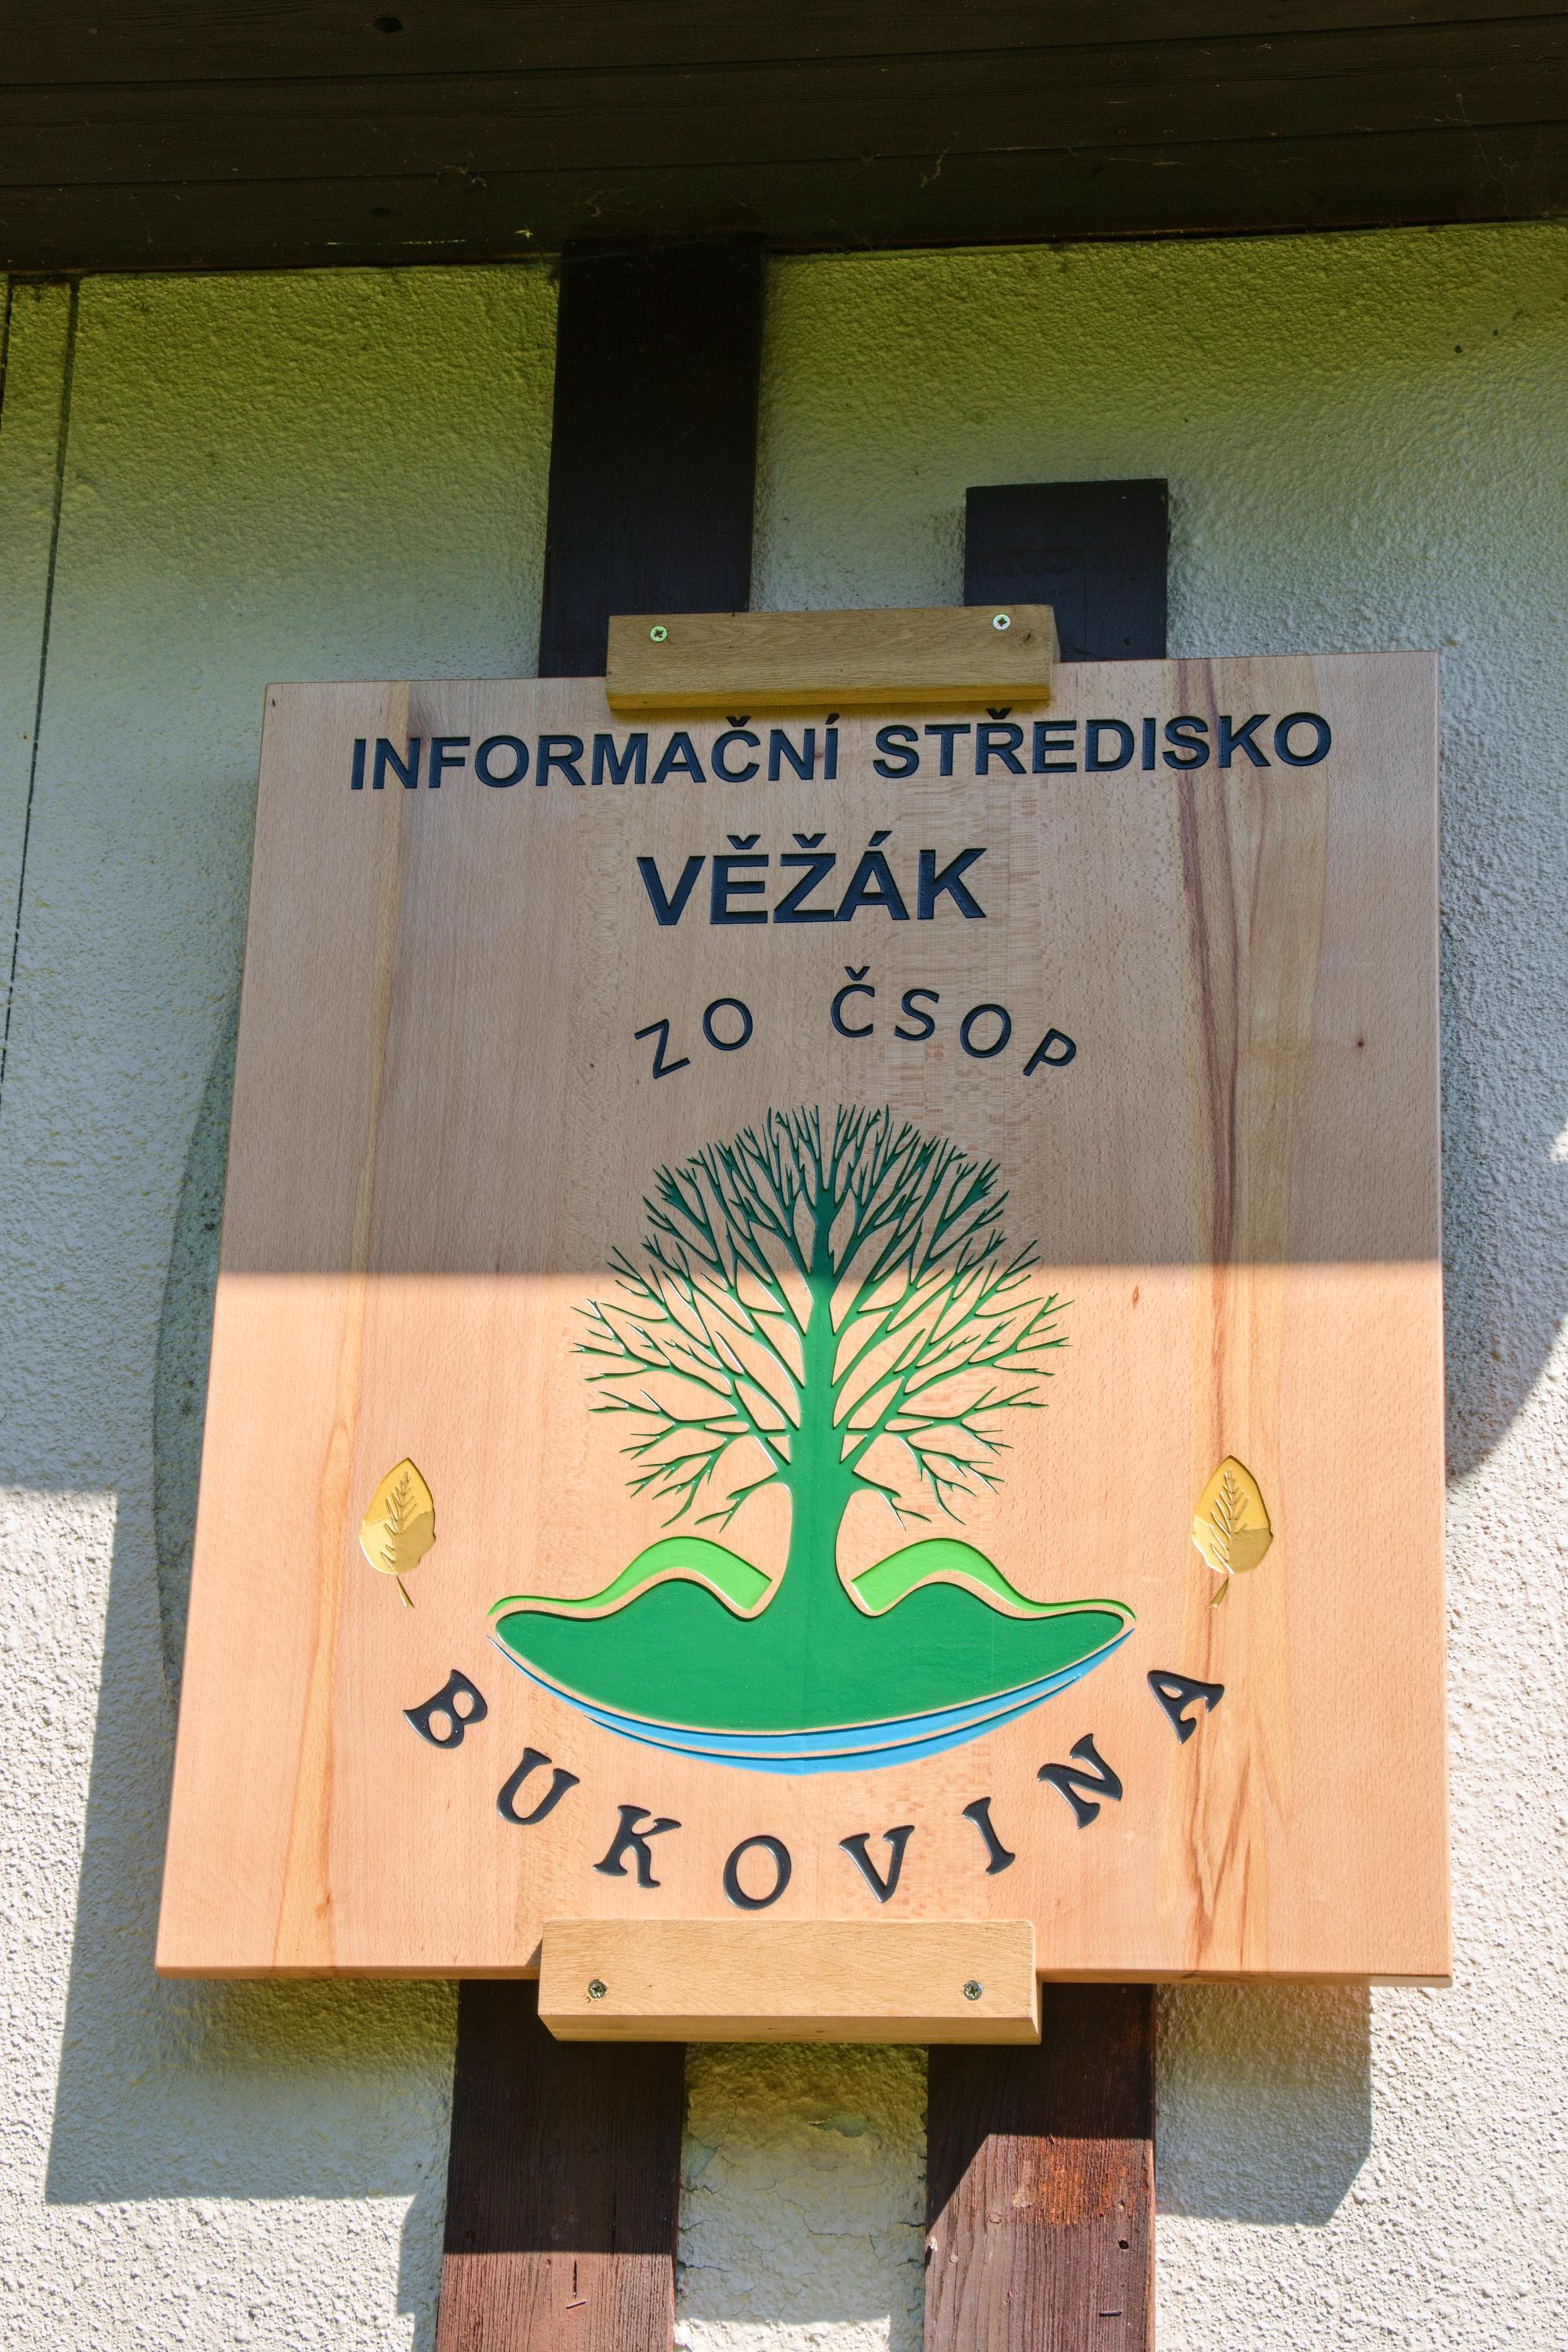 INFORMAČNÍ STŘEDISKO
VĚŽÁK
ZO ČSOP
BUKOVINA